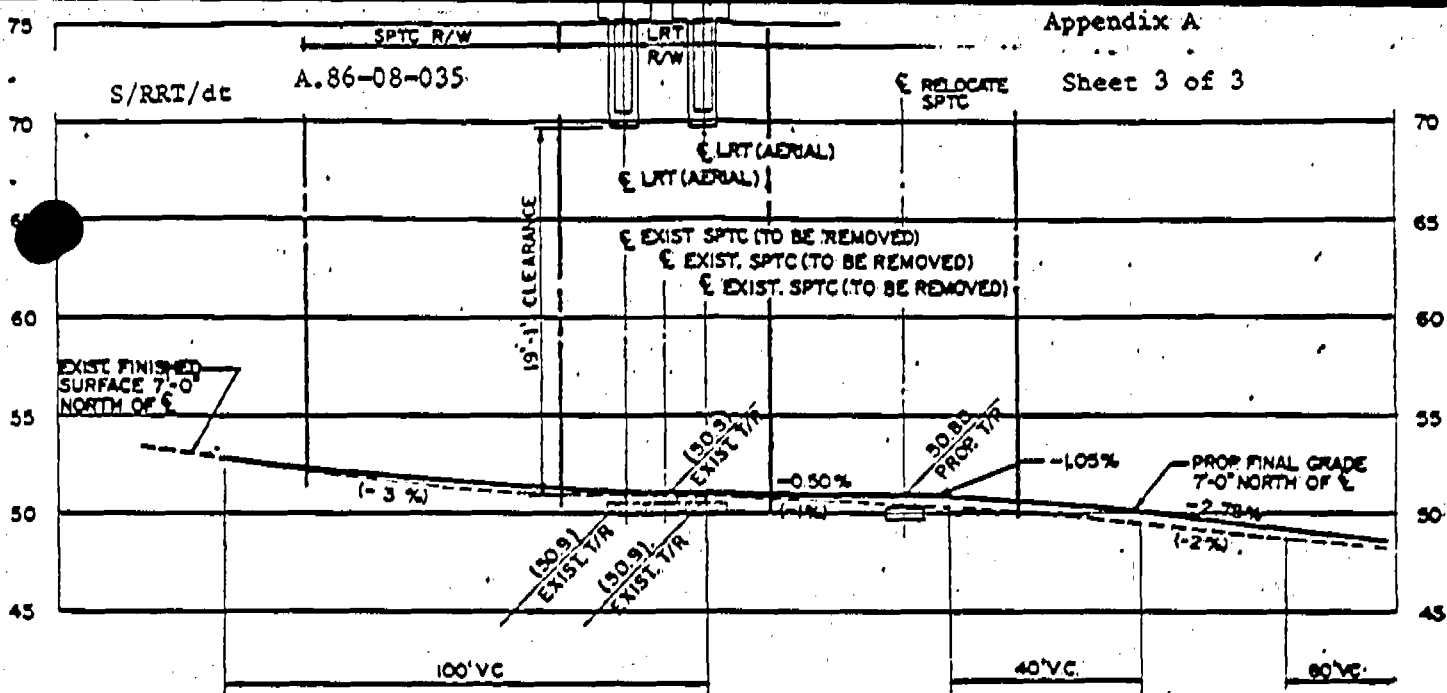 Appendix A
75
SPTC R/W
LRT
R/W
S/RRT/dt
A.86-08-035
Sheet 3 of 3
℄ RELOCATE
SPTC
70
70
℄ LRT (AERIAL)
℄ LRT (AERIAL)
65
℄ EXIST SPTC (TO BE REMOVED)
℄ EXIST. SPTC (TO BE REMOVED)
℄ EXIST. SPTC (TO BE REMOVED)
19'-1" CLEARANCE
60
60
EXIST. FINISHED
SURFACE 7'-0"
NORTH OF ℄
55
55
(50.9)
EXIST. T/R
50.80
PROP. T/R
-0.50%
-1.05%
PROP. FINAL GRADE
7'-0" NORTH OF ℄
(-3 %)
50
(-1%)
-2.78%
50
(-2%)
(50.9)
EXIST. T/R
(50.9)
EXIST. T/R
45
45
100' VC
40' V.C.
60' VC